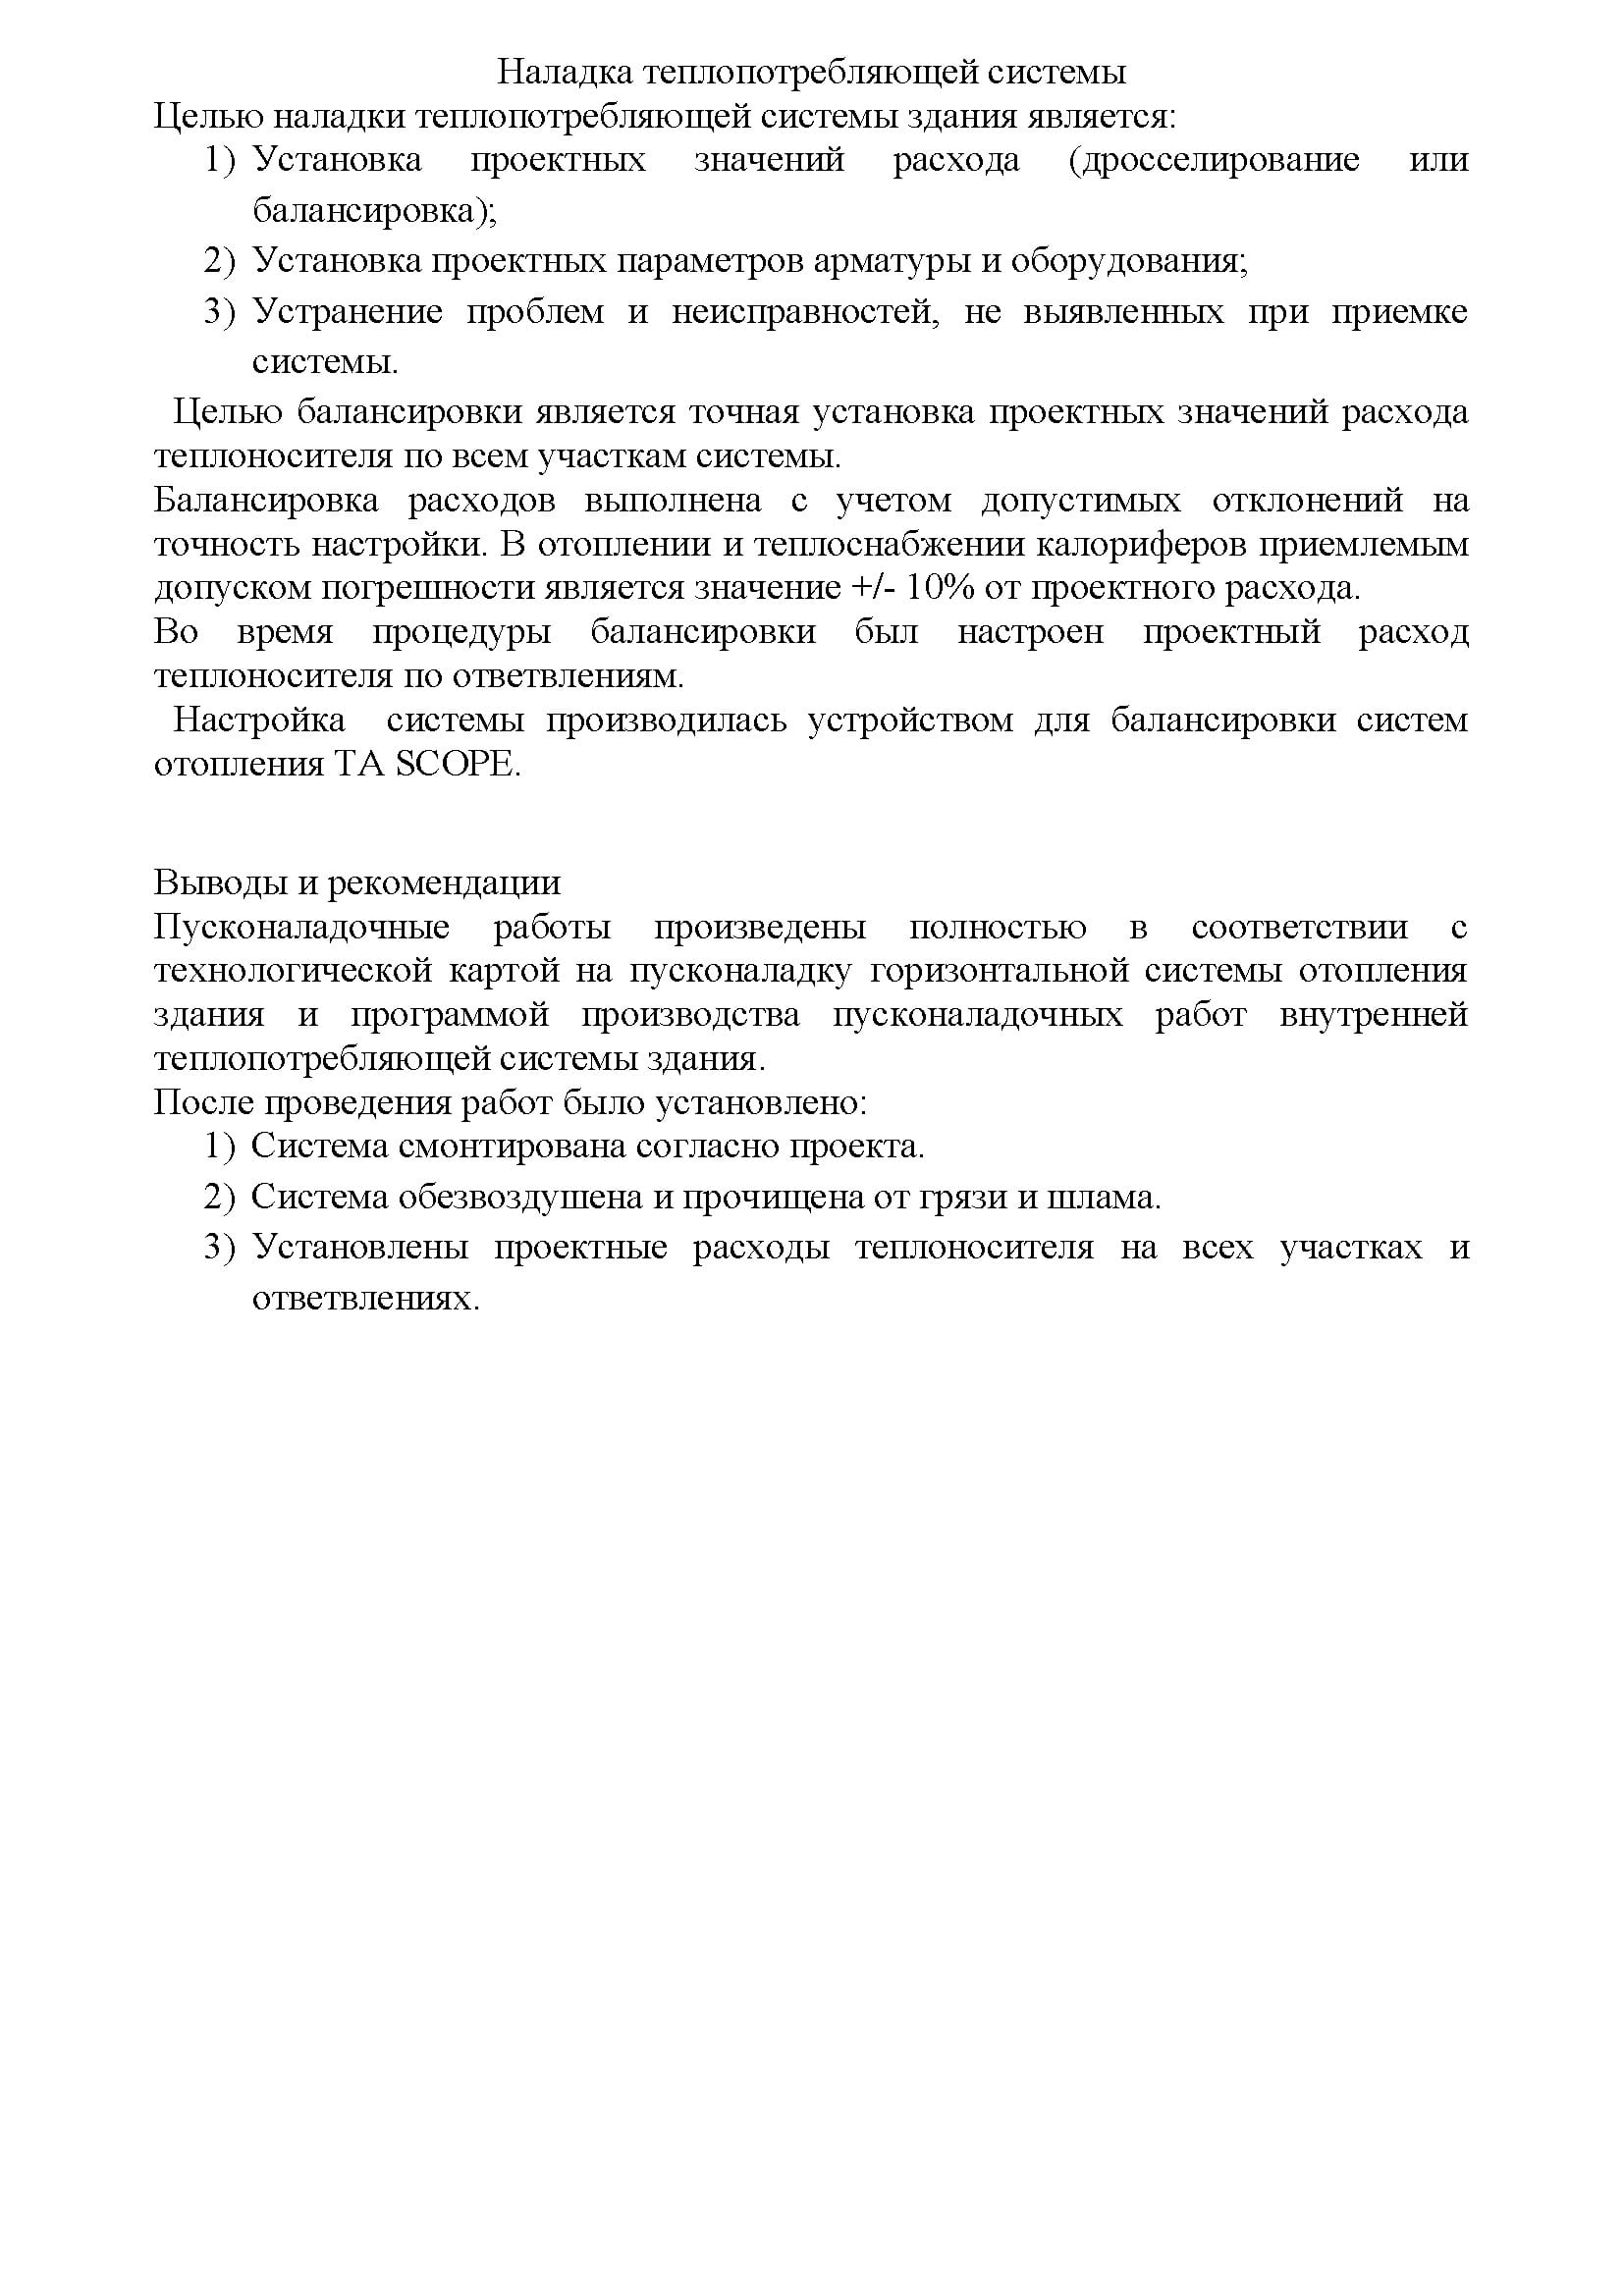 Наладка теплопотребляющей системы
Целью наладки теплопотребляющей системы здания является:
1) Установка проектных значений расхода (дросселирование или
балансировка);
2) Установка проектных параметров арматуры и оборудования;
3) Устранение проблем и неисправностей, не выявленных при приемке
системы.
Целью балансировки является точная установка проектных значений расхода
теплоносителя по всем участкам системы.
Балансировка расходов выполнена с учетом допустимых отклонений на
точность настройки. В отоплении и теплоснабжении калориферов приемлемым
допуском погрешности является значение +/- 10% от проектного расхода.
Во время процедуры балансировки был настроен проектный расход
теплоносителя по ответвлениям.
Настройка системы производилась устройством для балансировки систем
отопления TA SCOPE.
Выводы и рекомендации
Пусконаладочные работы произведены полностью в соответствии с
технологической картой на пусконаладку горизонтальной системы отопления
здания и программой производства пусконаладочных работ внутренней
теплопотребляющей системы здания.
После проведения работ было установлено:
1) Система смонтирована согласно проекта.
2) Система обезвоздушена и прочищена от грязи и шлама.
3) Установлены проектные расходы теплоносителя на всех участках и
ответвлениях.